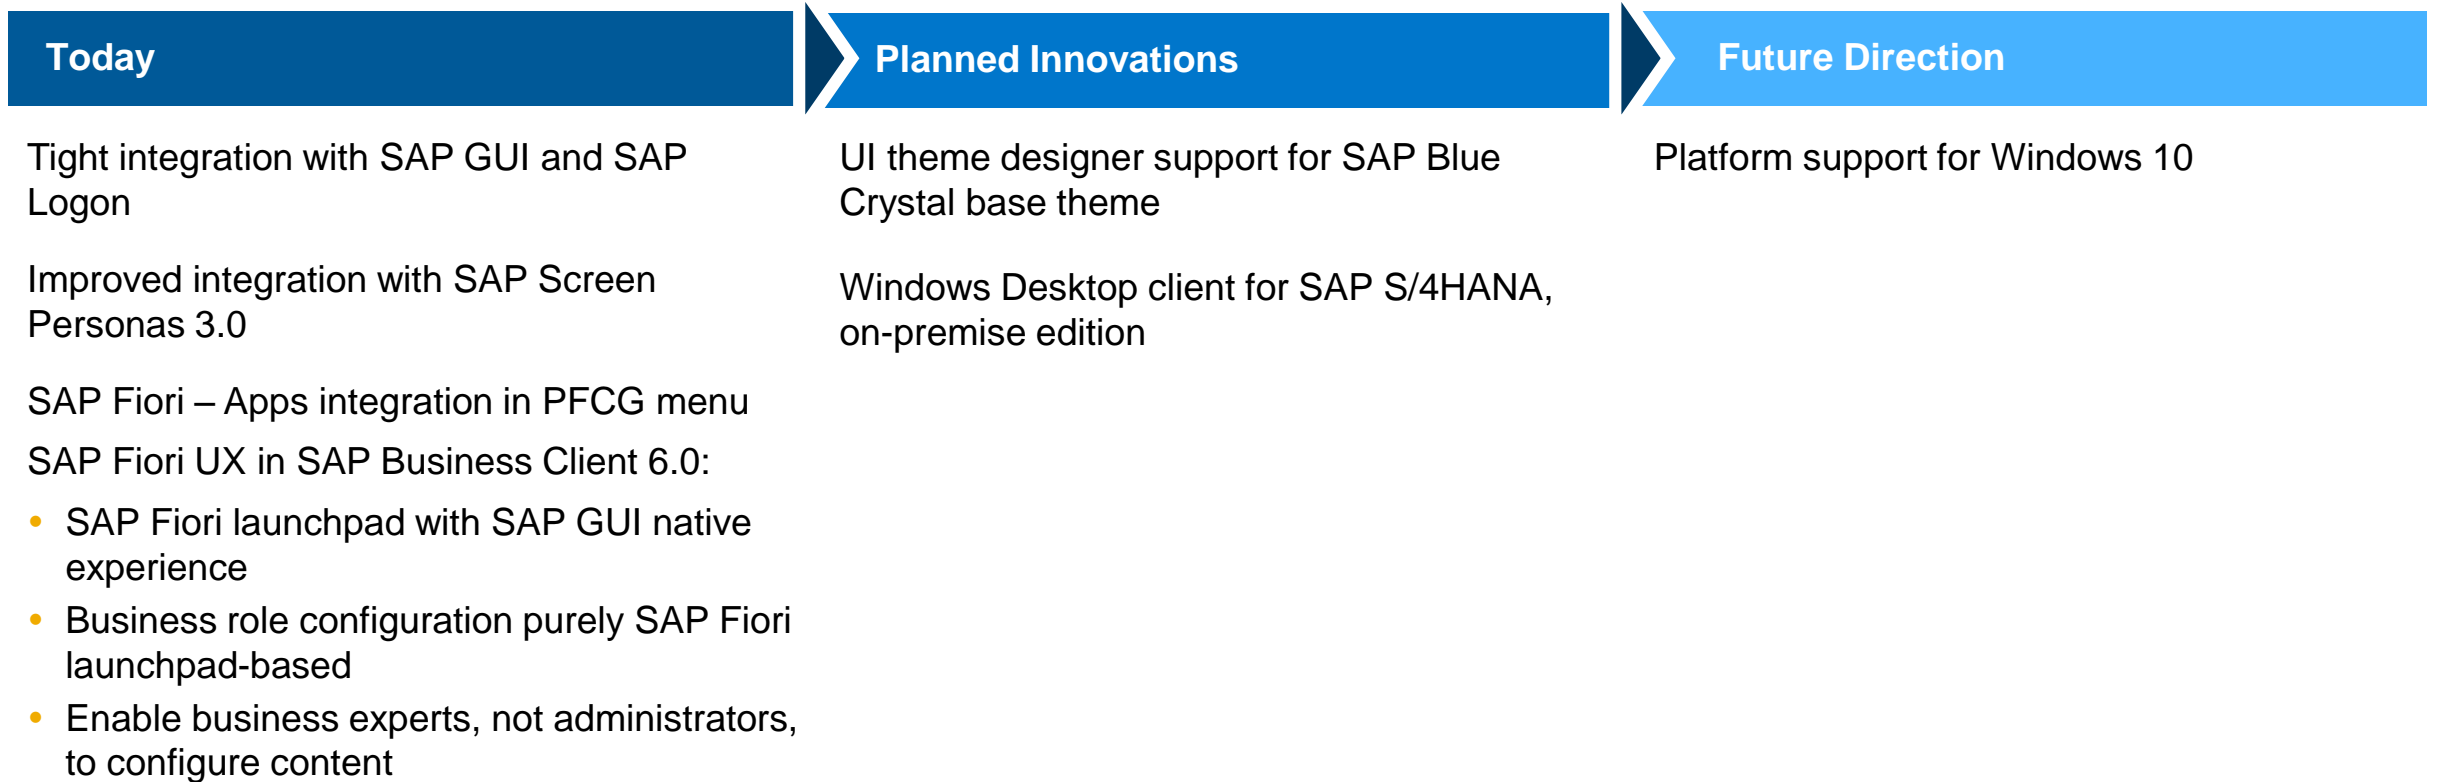 Today
Tight integration with SAP GUI and SAP
Logon
Improved integration with SAP Screen
Personas 3.0
SAP Fiori – Apps integration in PFCG menu
SAP Fiori UX in SAP Business Client 6.0:
• SAP Fiori launchpad with SAP GUI native
experience
• Business role configuration purely SAP Fiori
launchpad-based
• Enable business experts, not administrators,
to configure content
Planned Innovations
UI theme designer support for SAP Blue
Crystal base theme
Windows Desktop client for SAP S/4HANA,
on-premise edition
Future Direction
Platform support for Windows 10